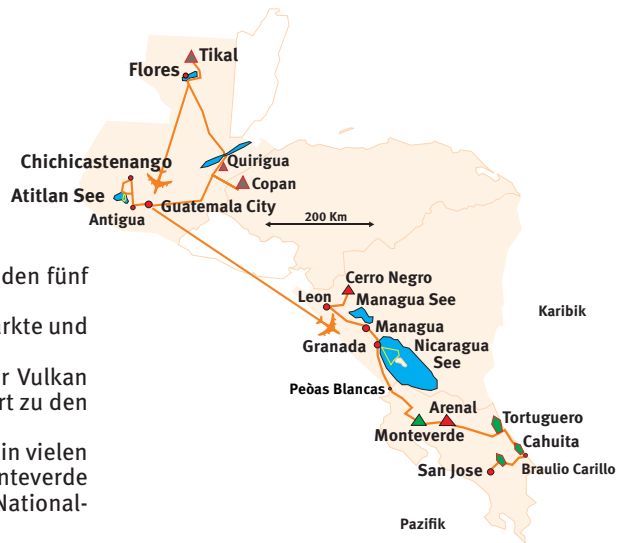 Tikal
Flores
Chichicastenango
Quirigua
Atitlan See
Copan
Antigua
Guatemala City
200 Km
den fünf
Cerro Negro
Leon
Managua See
Karibik
ärkte und
Managua
Granada
Nicaragua
See
r Vulkan
Peòas Blancas
rt zu den
Arenal
Tortuguero
Monteverde
Cahuita
in vielen
San Jose
Braulio Carillo
nteverde
National-
Pazifik